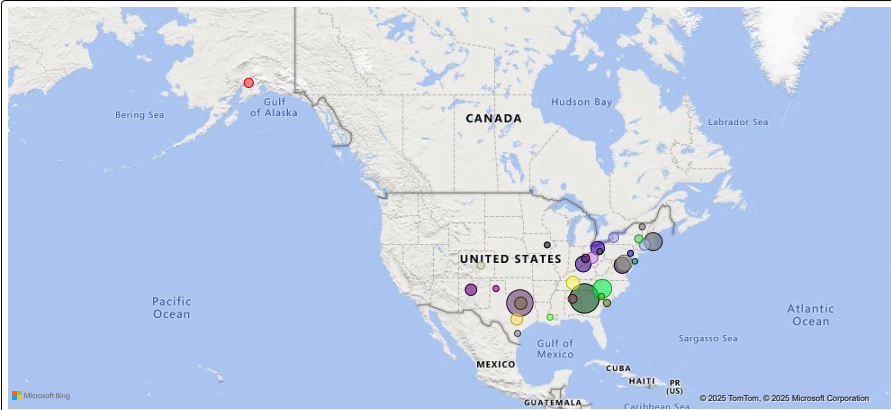 Bering Sea
Gulf
of Alaska
CANADA
Hudson Bay
Labrador Sea
UNITED STATES
Pacific
Ocean
Atlantic
Ocean
Sargasso Sea
Gulf of
Mexico
MEXICO
CUBA
HAITI
PR
(US)
GUATEMALA
Caribbean Sea
Microsoft Bing
© 2025 TomTom, © 2025 Microsoft Corporation